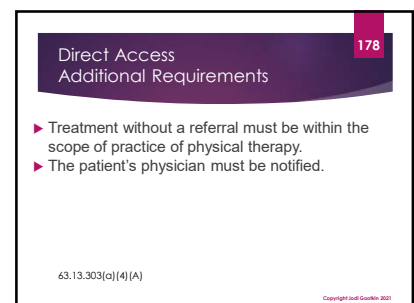 178
Direct Access
Additional Requirements
▶ Treatment without a referral must be within the
scope of practice of physical therapy.
▶ The patient's physician must be notified.
63.13.303(a)(4)(A)
Copyright Jodi Gootkin 2021